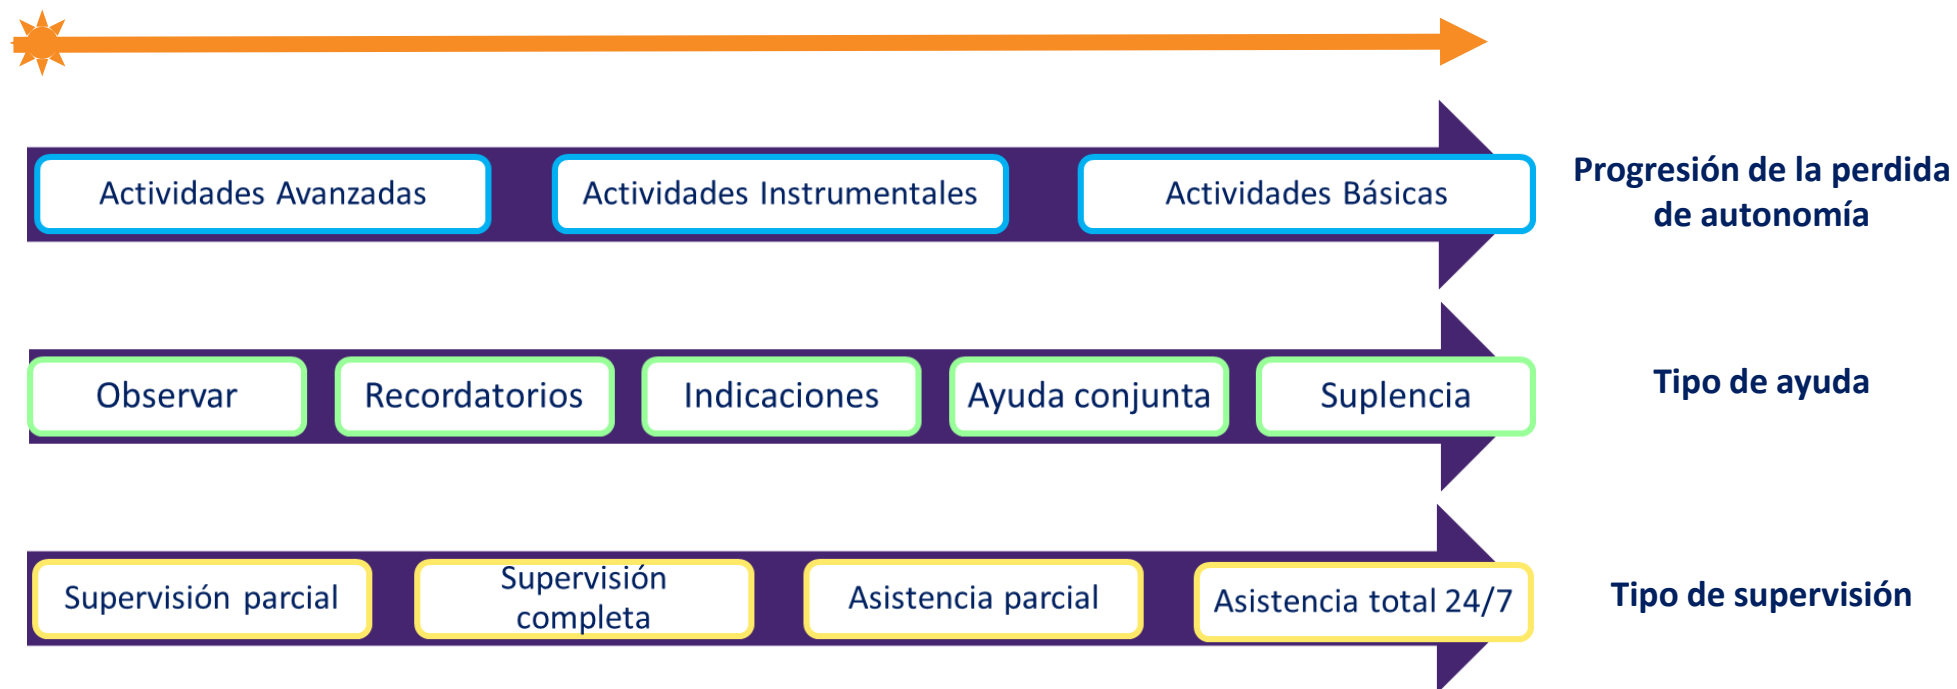 Actividades Avanzadas
Actividades Instrumentales
Actividades Básicas
Progresión de la perdida
de autonomía
Observar
Recordatorios
Indicaciones
Ayuda conjunta
Suplencia
Tipo de ayuda
Supervisión parcial
Supervisión
completa
Asistencia parcial
Asistencia total 24/7
Tipo de supervisión